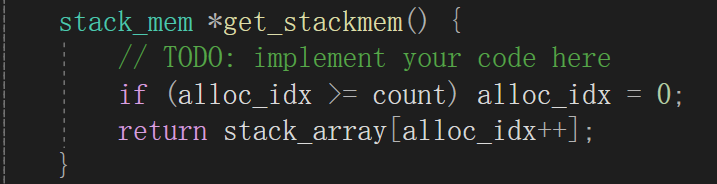 stack_mem *get_stackmem() {
// TODO: implement your code here
if (alloc_idx >= count) alloc_idx = 0;
return stack_array[alloc_idx++];
}